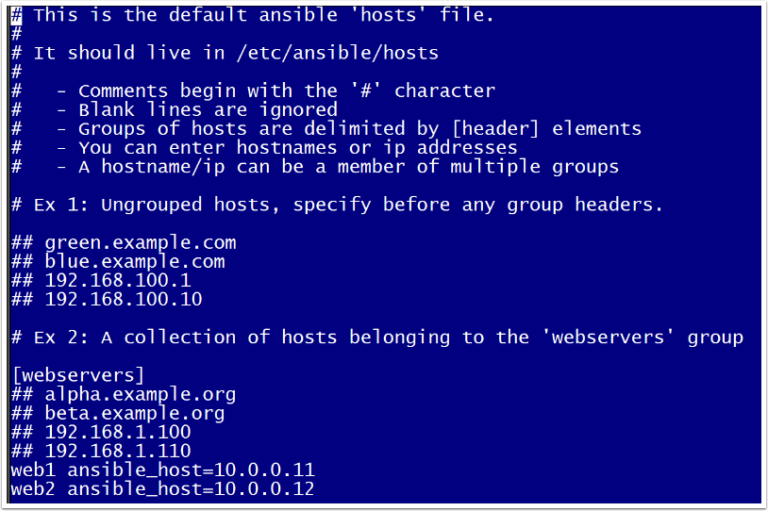 # This is the default ansible 'hosts' file.
#
# It should live in /etc/ansible/hosts
#
#   - Comments begin with the '#' character
#   - Blank lines are ignored
#   - Groups of hosts are delimited by [header] elements
#   - You can enter hostnames or ip addresses
#   - A hostname/ip can be a member of multiple groups
# Ex 1: Ungrouped hosts, specify before any group headers.
## green.example.com
## blue.example.com
## 192.168.100.1
## 192.168.100.10
# Ex 2: A collection of hosts belonging to the 'webservers' group
[webservers]
## alpha.example.org
## beta.example.org
## 192.168.1.100
## 192.168.1.110
web1 ansible_host=10.0.0.11
web2 ansible_host=10.0.0.12